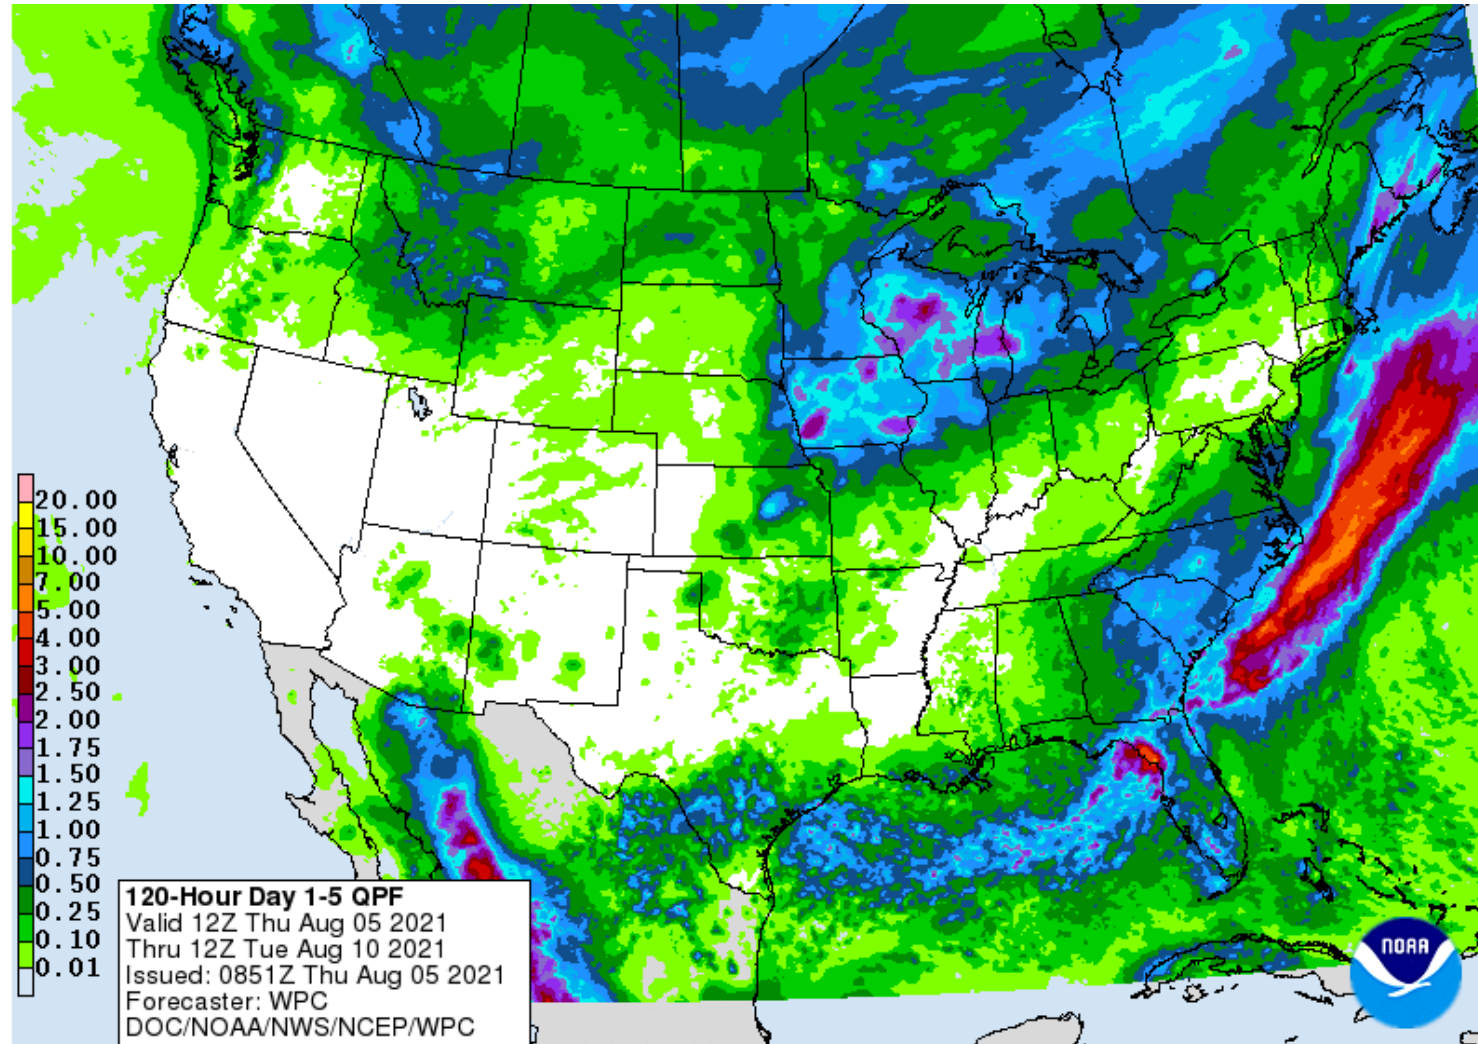 20.00
15.00
10.00
7.00
5.00
4.00
3.00
2.50
2.00
1.75
1.50
1.25
1.00
0.75
0.50
0.25
0.10
0.01
120-Hour Day 1-5 QPF
Valid 12Z Thu Aug 05 2021
Thru 12Z Tue Aug 10 2021
Issued: 0851Z Thu Aug 05 2021
Forecaster: WPC
DOC/NOAA/NWS/NCEP/WPC
NOAA